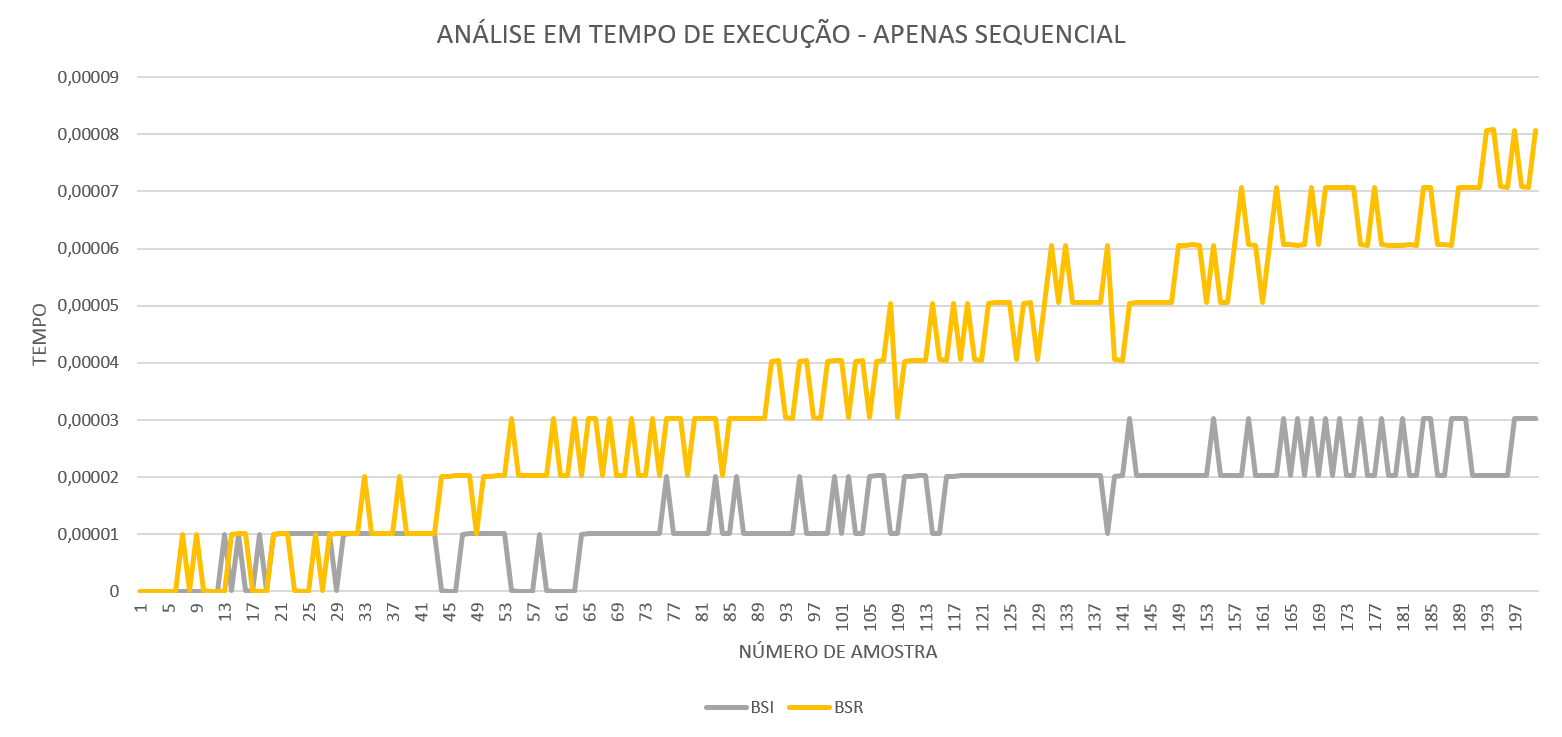 ANÁLISE EM TEMPO DE EXECUÇÃO - APENAS SEQUENCIAL
0,00009
0,00008
0,00007
0,00006
0,00005
0,00004
0,00003
0,00002
0,00001
0
TEMPO
1 5 9 13 17 21 25 29 33 37 41 45 49 53 57 61 65 69 73 77 81 85 89 93 97 101 105 109 113 117 121 125 129 133 137 141 145 149 153 157 161 165 169 173 177 181 185 189 193 197
NÚMERO DE AMOSTRA
BSI BSR